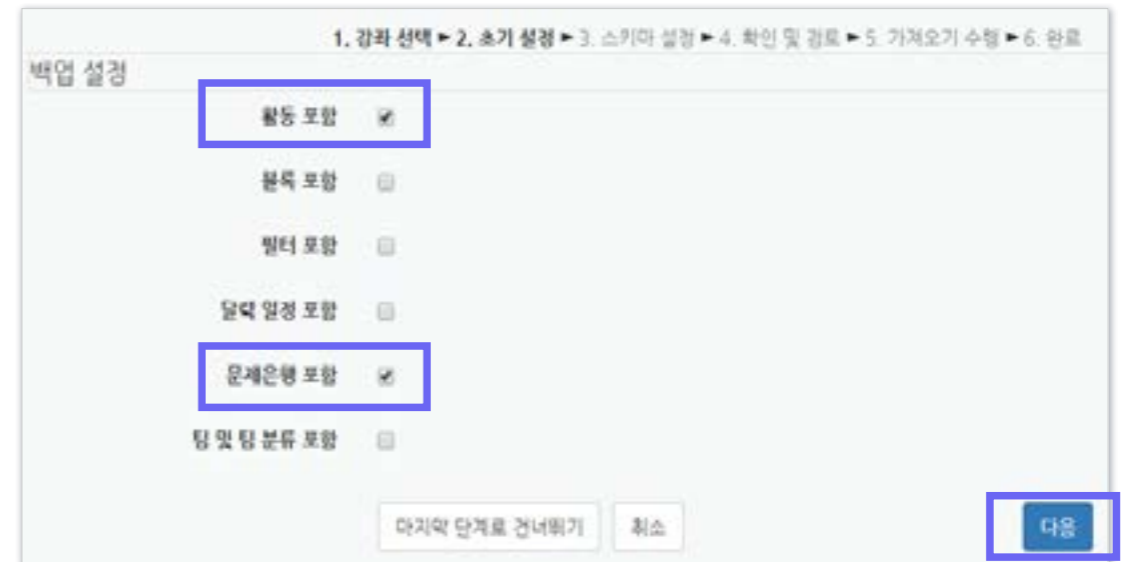 1. 강좌 선택 ► 2. 초기 설정 ► 3. 스키마 설정 ► 4. 확인 및 검토 ► 5. 가져오기 수행 ► 6. 완료
백업 설정
활동 포함
블록 포함
필터 포함
달력 일정 포함
문제은행 포함
팀 및 팀 분류 포함
마지막 단계로 건너뛰기 취소 다음